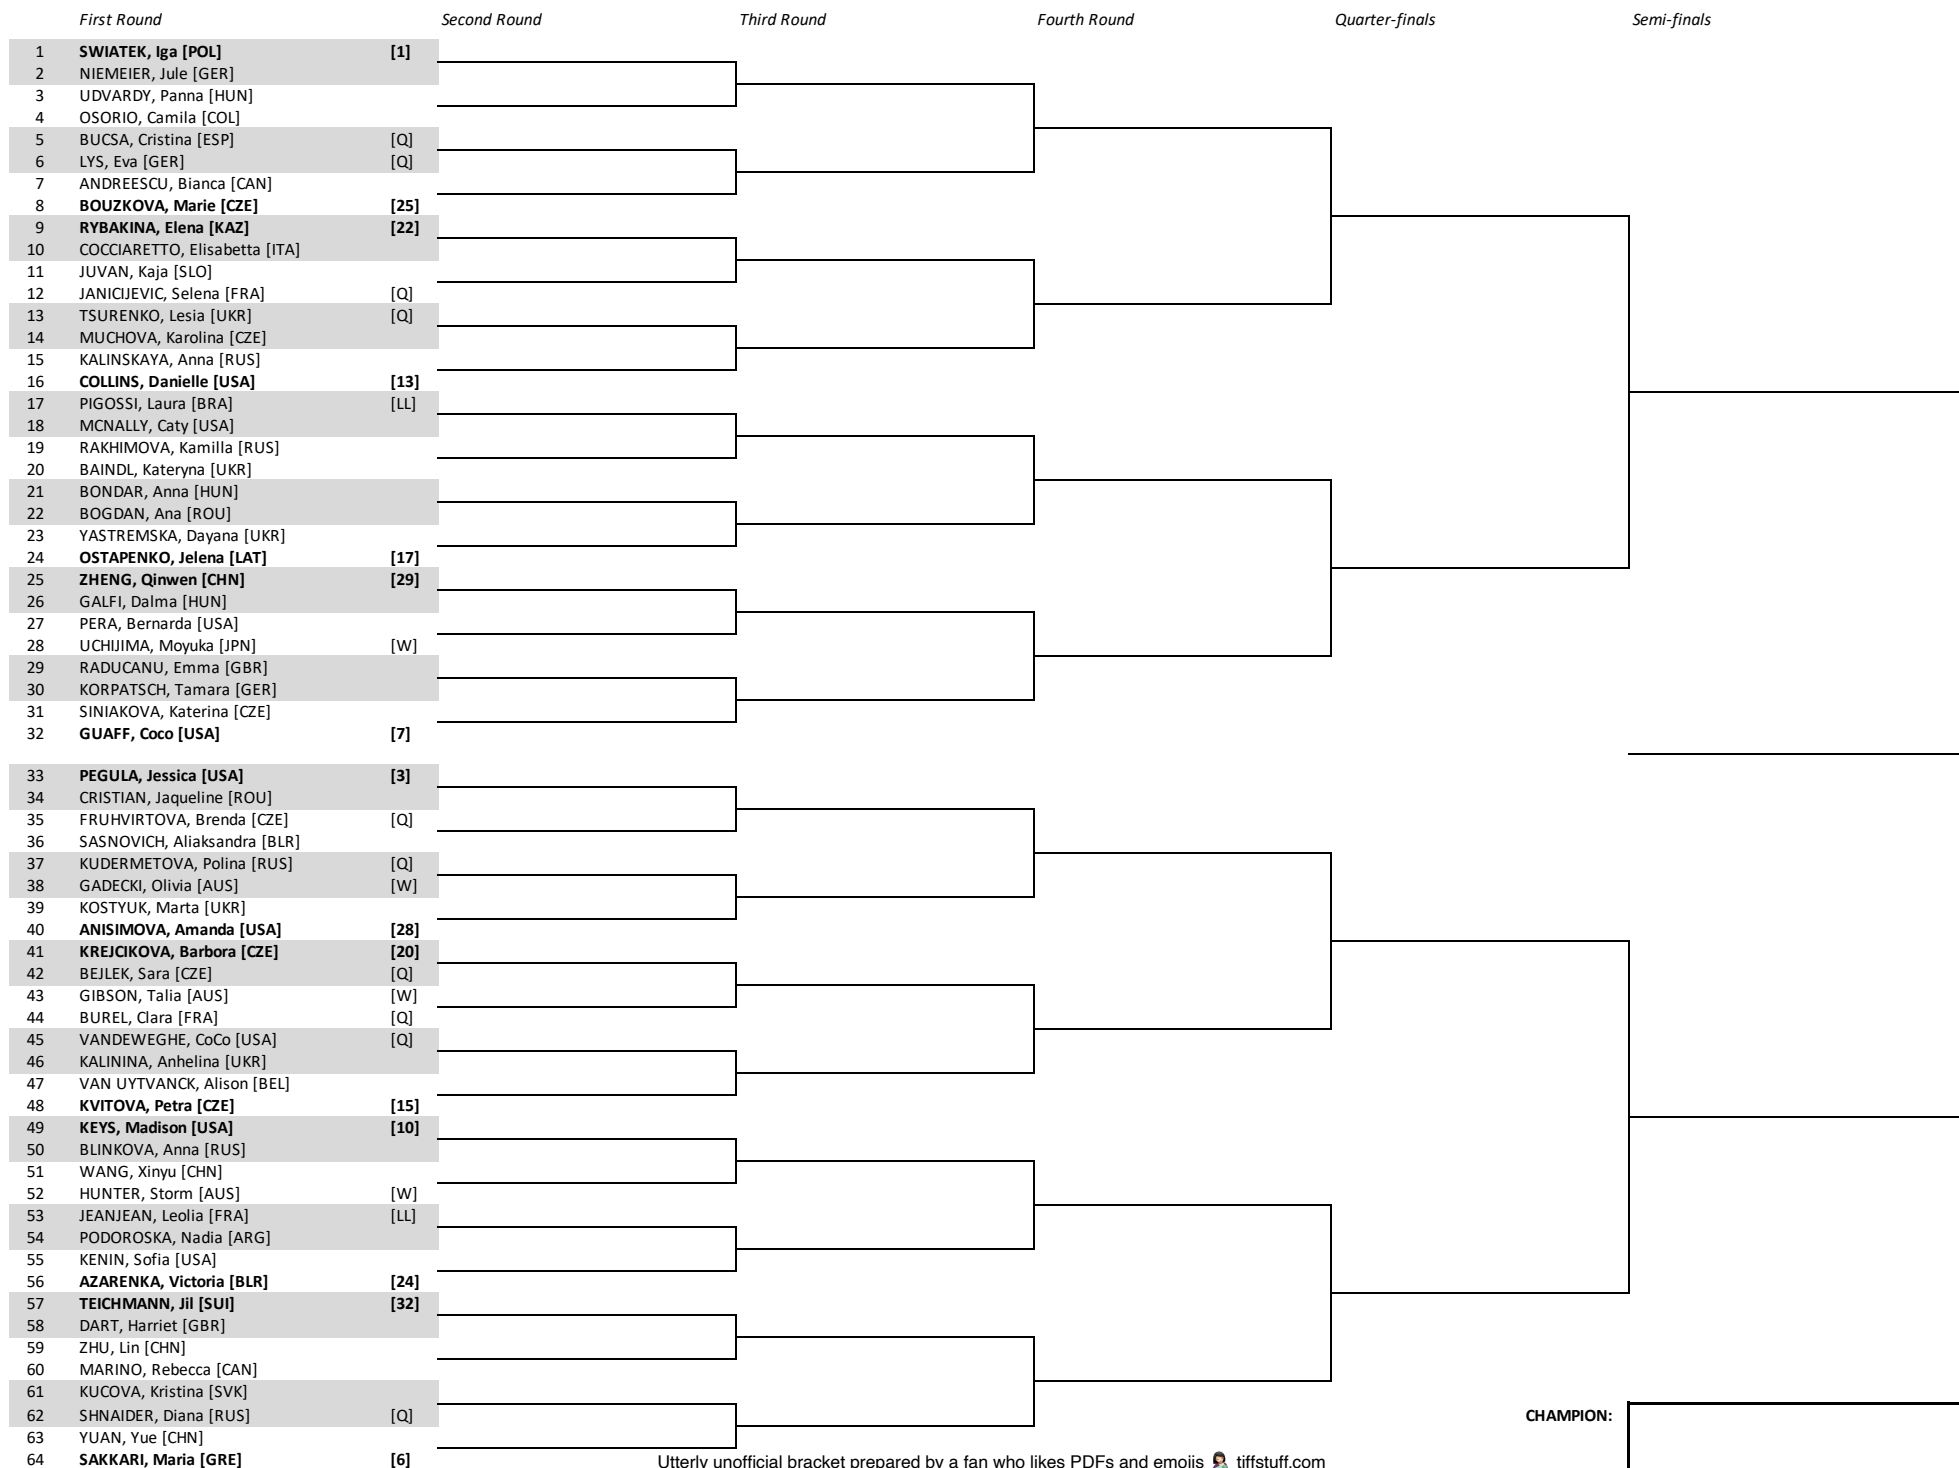 First Round Second Round Third Round Fourth Round Quarter-finals Semi-finals
1 SWIATEK, Iga [POL] [1]
2 NIEMEIER, Jule [GER]
3 UDVARDY, Panna [HUN]
4 OSORIO, Camila [COL]
5 BUCSA, Cristina [ESP] [Q]
6 LYS, Eva [GER] [Q]
7 ANDREESCU, Bianca [CAN]
8 BOUZKOVA, Marie [CZE] [25]
9 RYBAKINA, Elena [KAZ] [22]
10 COCCIARETTO, Elisabetta [ITA]
11 JUVAN, Kaja [SLO]
12 JANICIJEVIC, Selena [FRA] [Q]
13 TSURENKO, Lesia [UKR] [Q]
14 MUCHOVA, Karolina [CZE]
15 KALINSKAYA, Anna [RUS]
16 COLLINS, Danielle [USA] [13]
17 PIGOSSI, Laura [BRA] [LL]
18 MCNALLY, Caty [USA]
19 RAKHIMOVA, Kamilla [RUS]
20 BAINDL, Kateryna [UKR]
21 BONDAR, Anna [HUN]
22 BOGDAN, Ana [ROU]
23 YASTREMSKA, Dayana [UKR]
24 OSTAPENKO, Jelena [LAT] [17]
25 ZHENG, Qinwen [CHN] [29]
26 GALFI, Dalma [HUN]
27 PERA, Bernarda [USA]
28 UCHIJIMA, Moyuka [JPN] [W]
29 RADUCANU, Emma [GBR]
30 KORPATSCH, Tamara [GER]
31 SINIAKOVA, Katerina [CZE]
32 GUAFF, Coco [USA] [7]
33 PEGULA, Jessica [USA] [3]
34 CRISTIAN, Jaqueline [ROU]
35 FRUHVIRTOVA, Brenda [CZE] [Q]
36 SASNOVICH, Aliaksandra [BLR]
37 KUDERMETOVA, Polina [RUS] [Q]
38 GADECKI, Olivia [AUS] [W]
39 KOSTYUK, Marta [UKR]
40 ANISIMOVA, Amanda [USA] [28]
41 KREJCIKOVA, Barbora [CZE] [20]
42 BEJLEK, Sara [CZE] [Q]
43 GIBSON, Talia [AUS] [W]
44 BUREL, Clara [FRA] [Q]
45 VANDEWEGHE, CoCo [USA] [Q]
46 KALININA, Anhelina [UKR]
47 VAN UYTVANCK, Alison [BEL]
48 KVITOVA, Petra [CZE] [15]
49 KEYS, Madison [USA] [10]
50 BLINKOVA, Anna [RUS]
51 WANG, Xinyu [CHN]
52 HUNTER, Storm [AUS] [W]
53 JEANJEAN, Leolia [FRA] [LL]
54 PODOROSKA, Nadia [ARG]
55 KENIN, Sofia [USA]
56 AZARENKA, Victoria [BLR] [24]
57 TEICHMANN, Jil [SUI] [32]
58 DART, Harriet [GBR]
59 ZHU, Lin [CHN]
60 MARINO, Rebecca [CAN]
61 KUCOVA, Kristina [SVK]
62 SHNAIDER, Diana [RUS] [Q] CHAMPION:
63 YUAN, Yue [CHN]
64 SAKKARI, Maria [GRE] [6] Utterly unofficial bracket prepared by a fan who likes PDFs and emojis tiffstuff.com